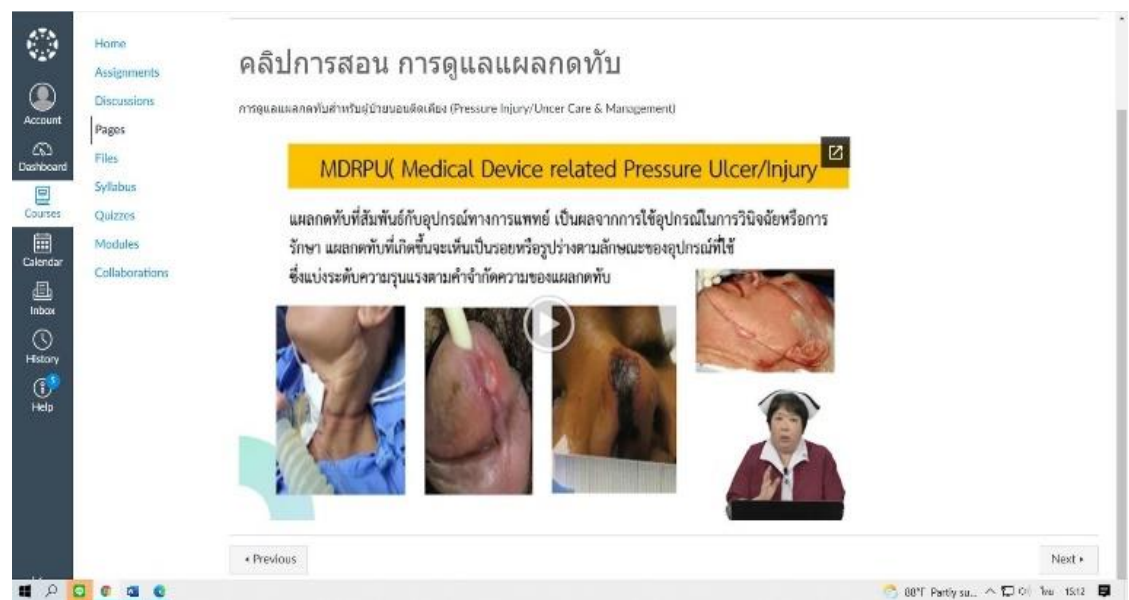 Home
คลิปการสอน การดูแลแผลกดทับ
Assignments
Discussions
การดูแลแผลกดทับสำหรับผู้ป่วยนอนติดเตียง (Pressure Injury/Uncer Care & Management)
Account
Pages
Files
Dashboard
MDRPU( Medical Device related Pressure Ulcer/Injury
Syllabus
Courses
Quizzes
แผลกดทับที่สัมพันธ์กับอุปกรณ์ทางการแพทย์ เป็นผลจากการใช้อุปกรณ์ในการวินิจฉัยหรือการ
Modules
รักษา แผลกดทับที่เกิดขึ้นจะเห็นเป็นรอยหรือรูปร่างตามลักษณะของอุปกรณ์ที่ใช้
Calendar
Collaborations
ซึ่งแบ่งระดับความรุนแรงตามคำจำกัดความของแผลกดทับ
Inbox
History
5
Help
◂ Previous
Next ▸
88°F Partly su... ไทย 15:12